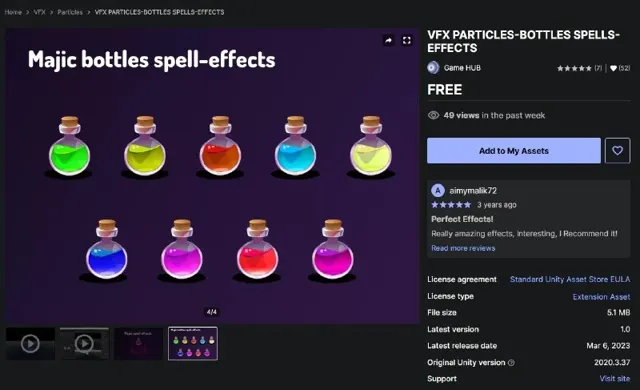 Home > VFX > Particles > VFX PARTICLES-BOTTLES SPELLS-EFFECTS
Majic bottles spell-effects
4/4
VFX PARTICLES-BOTTLES SPELLS-
EFFECTS
Game HUB
(7) | (52)
FREE
49 views in the past week
Add to My Assets
A aimymalik72
3 years ago
Perfect Effects!
Really amazing effects, interesting, I Recommend it!
Read more reviews
License agreement Standard Unity Asset Store EULA
License type Extension Asset
File size 5.1 MB
Latest version 1.0
Latest release date Mar 6, 2023
Original Unity version 2020.3.37
Support Visit site